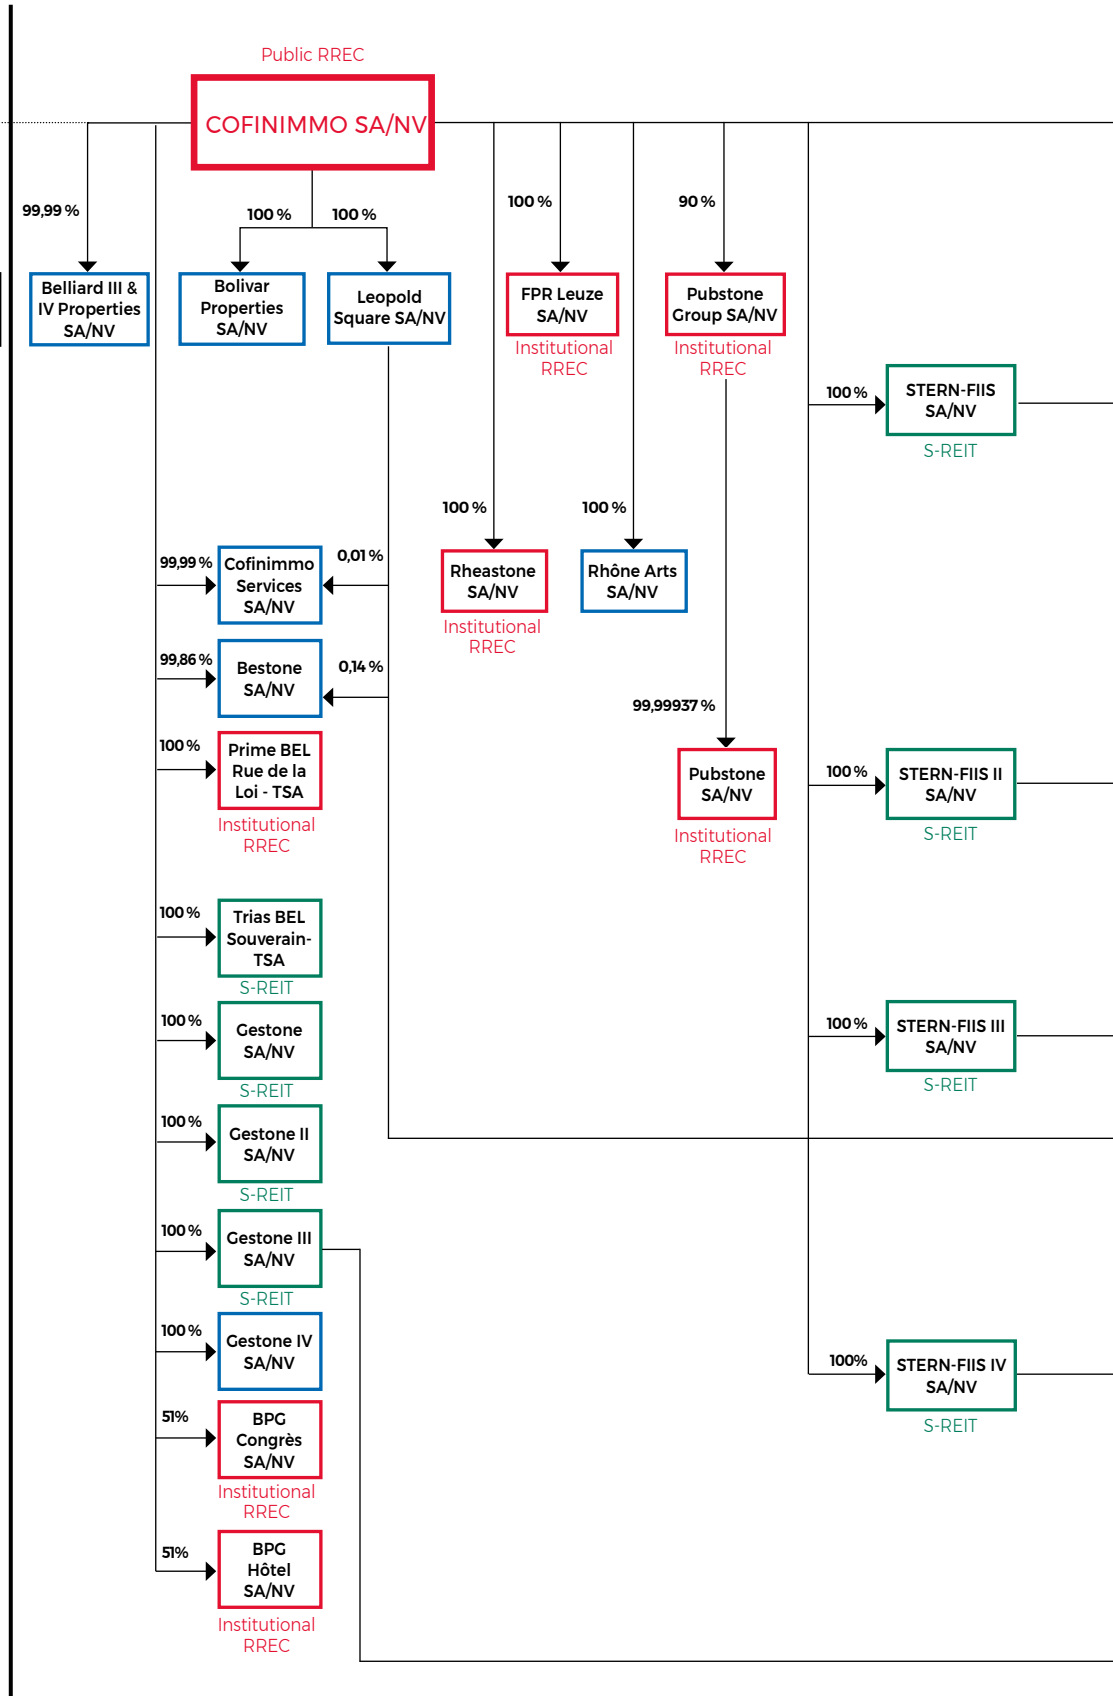 Public RREC
COFINIMMO SA/NV
99,99 %
100 %
100 %
100 %
90 %
Belliard III &
IV Properties
SA/NV
Bolivar
Properties
SA/NV
Leopold
Square SA/NV
FPR Leuze
SA/NV
Institutional
RREC
Pubstone
Group SA/NV
Institutional
RREC
100 %
STERN-FIIS
SA/NV
S-REIT
100 %
100 %
99,99 %
Cofinimmo
Services
SA/NV
0,01 %
Rheastone
SA/NV
Institutional
RREC
Rhône Arts
SA/NV
99,86 %
Bestone
SA/NV
0,14 %
99,99937 %
100 %
Prime BEL
Rue de la
Loi - TSA
Institutional
RREC
Pubstone
SA/NV
Institutional
RREC
100 %
STERN-FIIS II
SA/NV
S-REIT
100 %
Trias BEL
Souverain-
TSA
S-REIT
100 %
Gestone
SA/NV
S-REIT
100 %
STERN-FIIS III
SA/NV
S-REIT
100 %
Gestone II
SA/NV
S-REIT
100 %
Gestone III
SA/NV
S-REIT
100 %
Gestone IV
SA/NV
100%
STERN-FIIS IV
SA/NV
S-REIT
51%
BPG
Congrès
SA/NV
Institutional
RREC
51%
BPG
Hôtel
SA/NV
Institutional
RREC